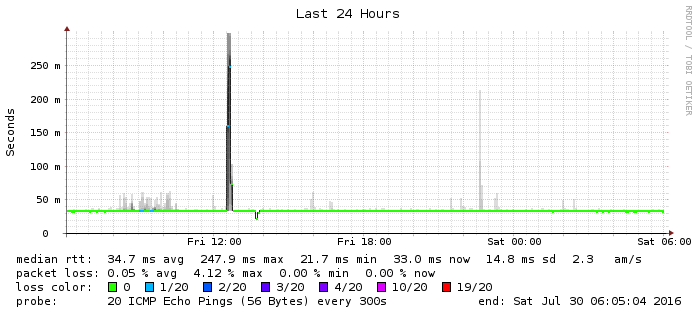 Last 24 Hours
RRDTOOL / TOBI OETIKER
Seconds
250 m
200 m
150 m
100 m
50 m
0
Fri 12:00 Fri 18:00 Sat 00:00 Sat 06:00
median rtt: 34.7 ms avg 247.9 ms max 21.7 ms min 33.0 ms now 14.8 ms sd 2.3 am/s
packet loss: 0.05 % avg 4.12 % max 0.00 % min 0.00 % now
loss color: 0 1/20 2/20 3/20 4/20 10/20 19/20
probe: 20 ICMP Echo Pings (56 Bytes) every 300s end: Sat Jul 30 06:05:04 2016